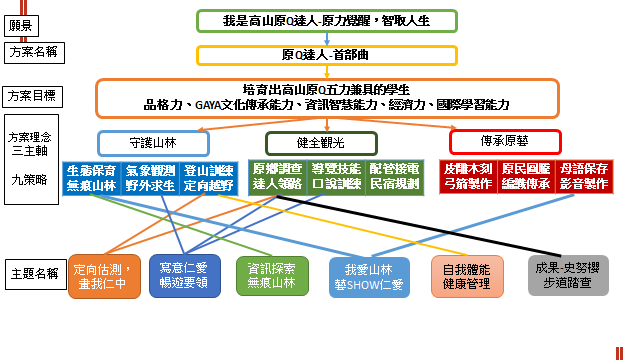 願景
我是高山原Q達人-原力覺醒，智取人生
方案名稱
原Q達人-首部曲
方案目標
培育出高山原Q五力兼具的學生
品格力、GAYA文化傳承能力、資訊智慧能力、經濟力、國際學習能力
方案理念
三主軸
九策略
守護山林
健全觀光
傳承原藝
生態保育
無痕山林
氣象觀測
野外求生
登山訓練
定向越野
原鄉調查
達人領路
導覽技能
口說訓練
配管接電
民宿規劃
皮雕木刻
弓箭製作
原民圖騰
編織傳承
母語保存
影音製作
主題名稱
定向估測，
畫我仁中
寫意仁愛
暢遊要領
資訊探索
無痕山林
我愛山林
藝SHOW仁愛
自我體能
健康管理
成果-史努櫻
步道踏查